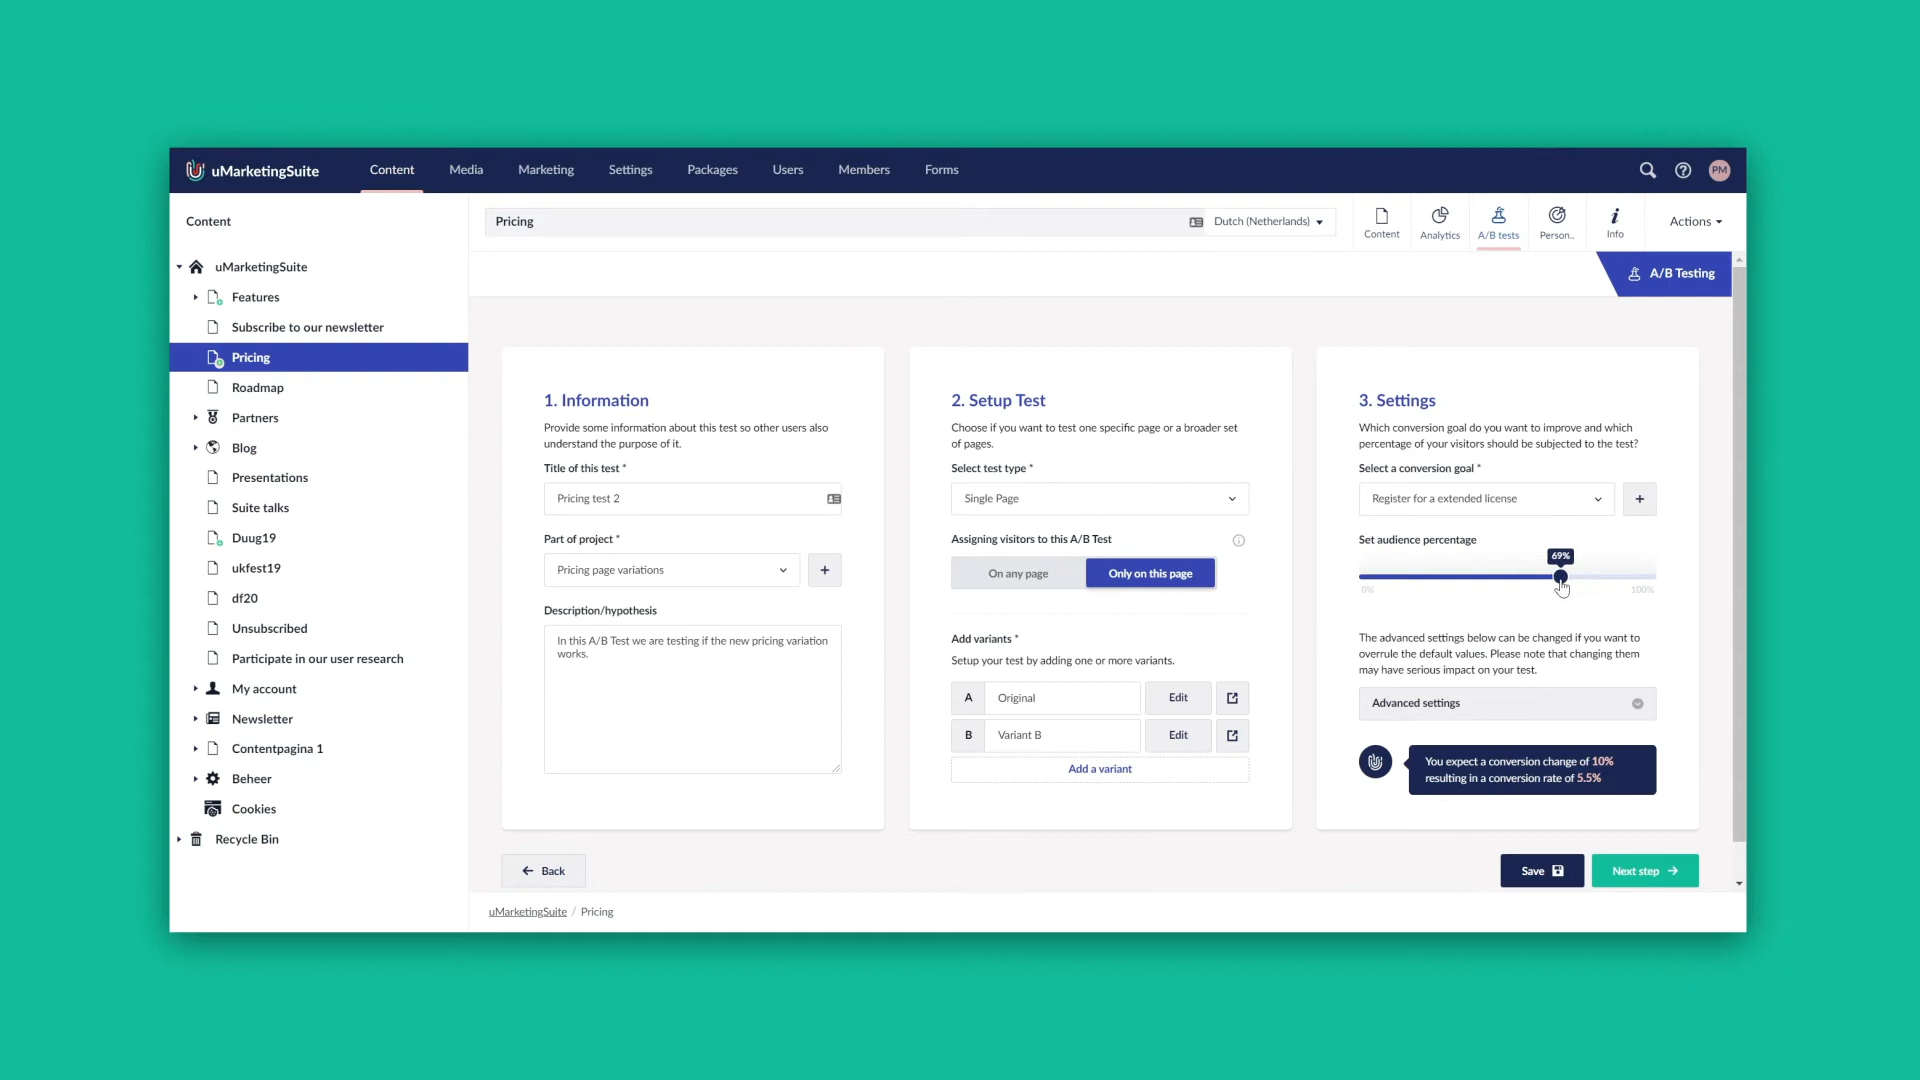 uMarketingSuite
Content
Media
Marketing
Settings
Packages
Users
Members
Forms
PM
Content
uMarketingSuite
Features
Subscribe to our newsletter
Pricing
Roadmap
Partners
Blog
Presentations
Suite talks
Duug19
ukfest19
df20
Unsubscribed
Participate in our user research
My account
Newsletter
Contentpagina 1
Beheer
Cookies
Recycle Bin
Pricing
Dutch (Netherlands)
Content
Analytics
A/B tests
Person..
Info
Actions
A/B Testing
1. Information
Provide some information about this test so other users also
understand the purpose of it.
Title of this test *
Pricing test 2
Part of project *
Pricing page variations
+
Description/hypothesis
In this A/B Test we are testing if the new pricing variation
works.
2. Setup Test
Choose if you want to test one specific page or a broader set
of pages.
Select test type *
Single Page
Assigning visitors to this A/B Test
On any page
Only on this page
Add variants *
Setup your test by adding one or more variants.
A
Original
Edit
B
Variant B
Edit
Add a variant
3. Settings
Which conversion goal do you want to improve and which
percentage of your visitors should be subjected to the test?
Select a conversion goal *
Register for a extended license
+
Set audience percentage
69%
0%
100%
The advanced settings below can be changed if you want to
overrule the default values. Please note that changing them
may have serious impact on your test.
Advanced settings
You expect a conversion change of 10%
resulting in a conversion rate of 5.5%
Back
Save
Next step
uMarketingSuite / Pricing